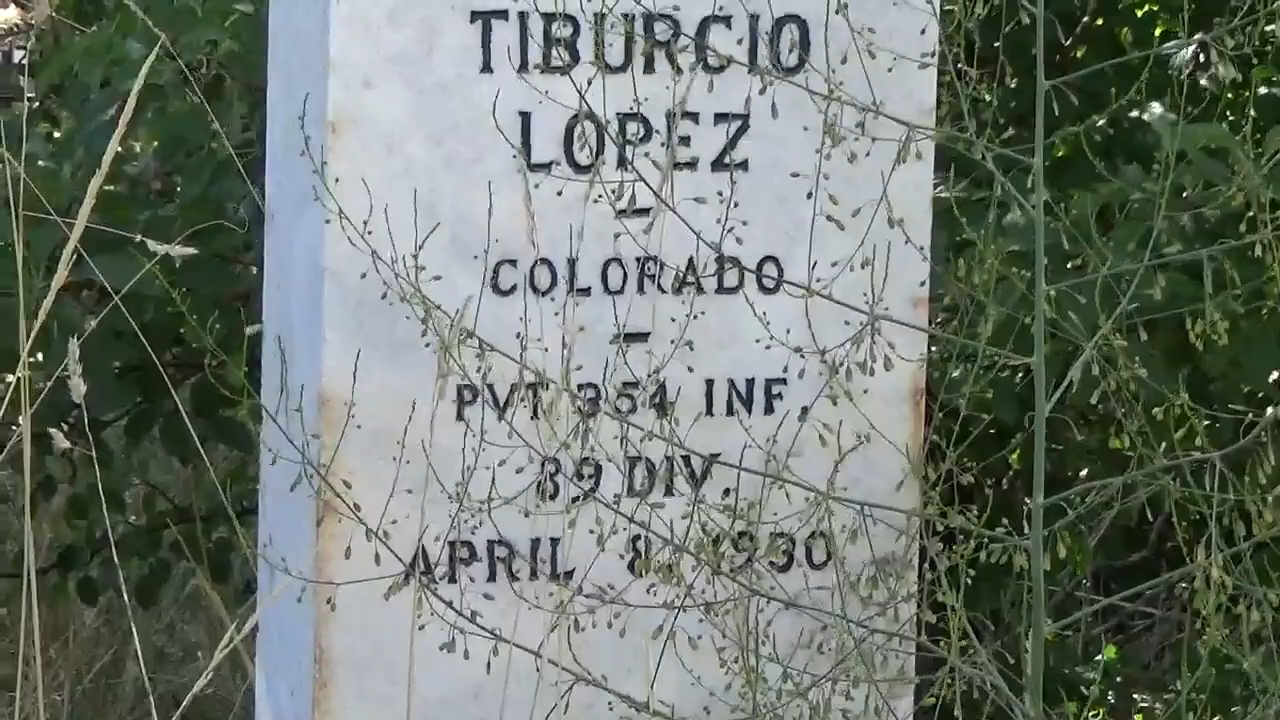 TIBURCIO
LOPEZ
–
COLORADO
–
PVT 354 INF.
89 DIV.
APRIL 8, 1930